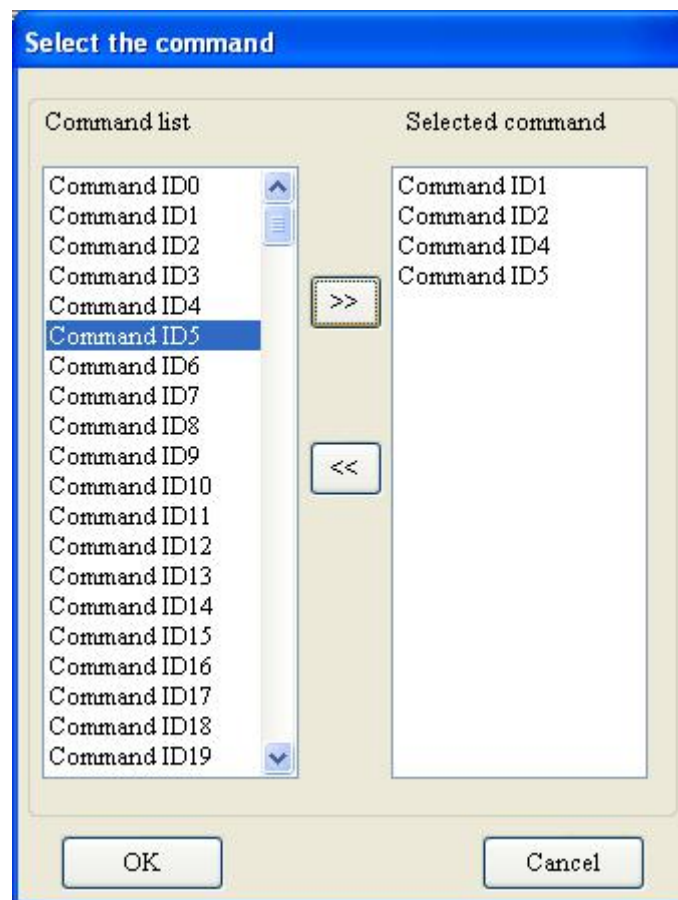 Select the command
Command list
Selected command
Command ID0
Command ID1
Command ID2
Command ID3
Command ID4
Command ID5
Command ID6
Command ID7
Command ID8
Command ID9
Command ID10
Command ID11
Command ID12
Command ID13
Command ID14
Command ID15
Command ID16
Command ID17
Command ID18
Command ID19
>>
<<
Command ID1
Command ID2
Command ID4
Command ID5
OK
Cancel